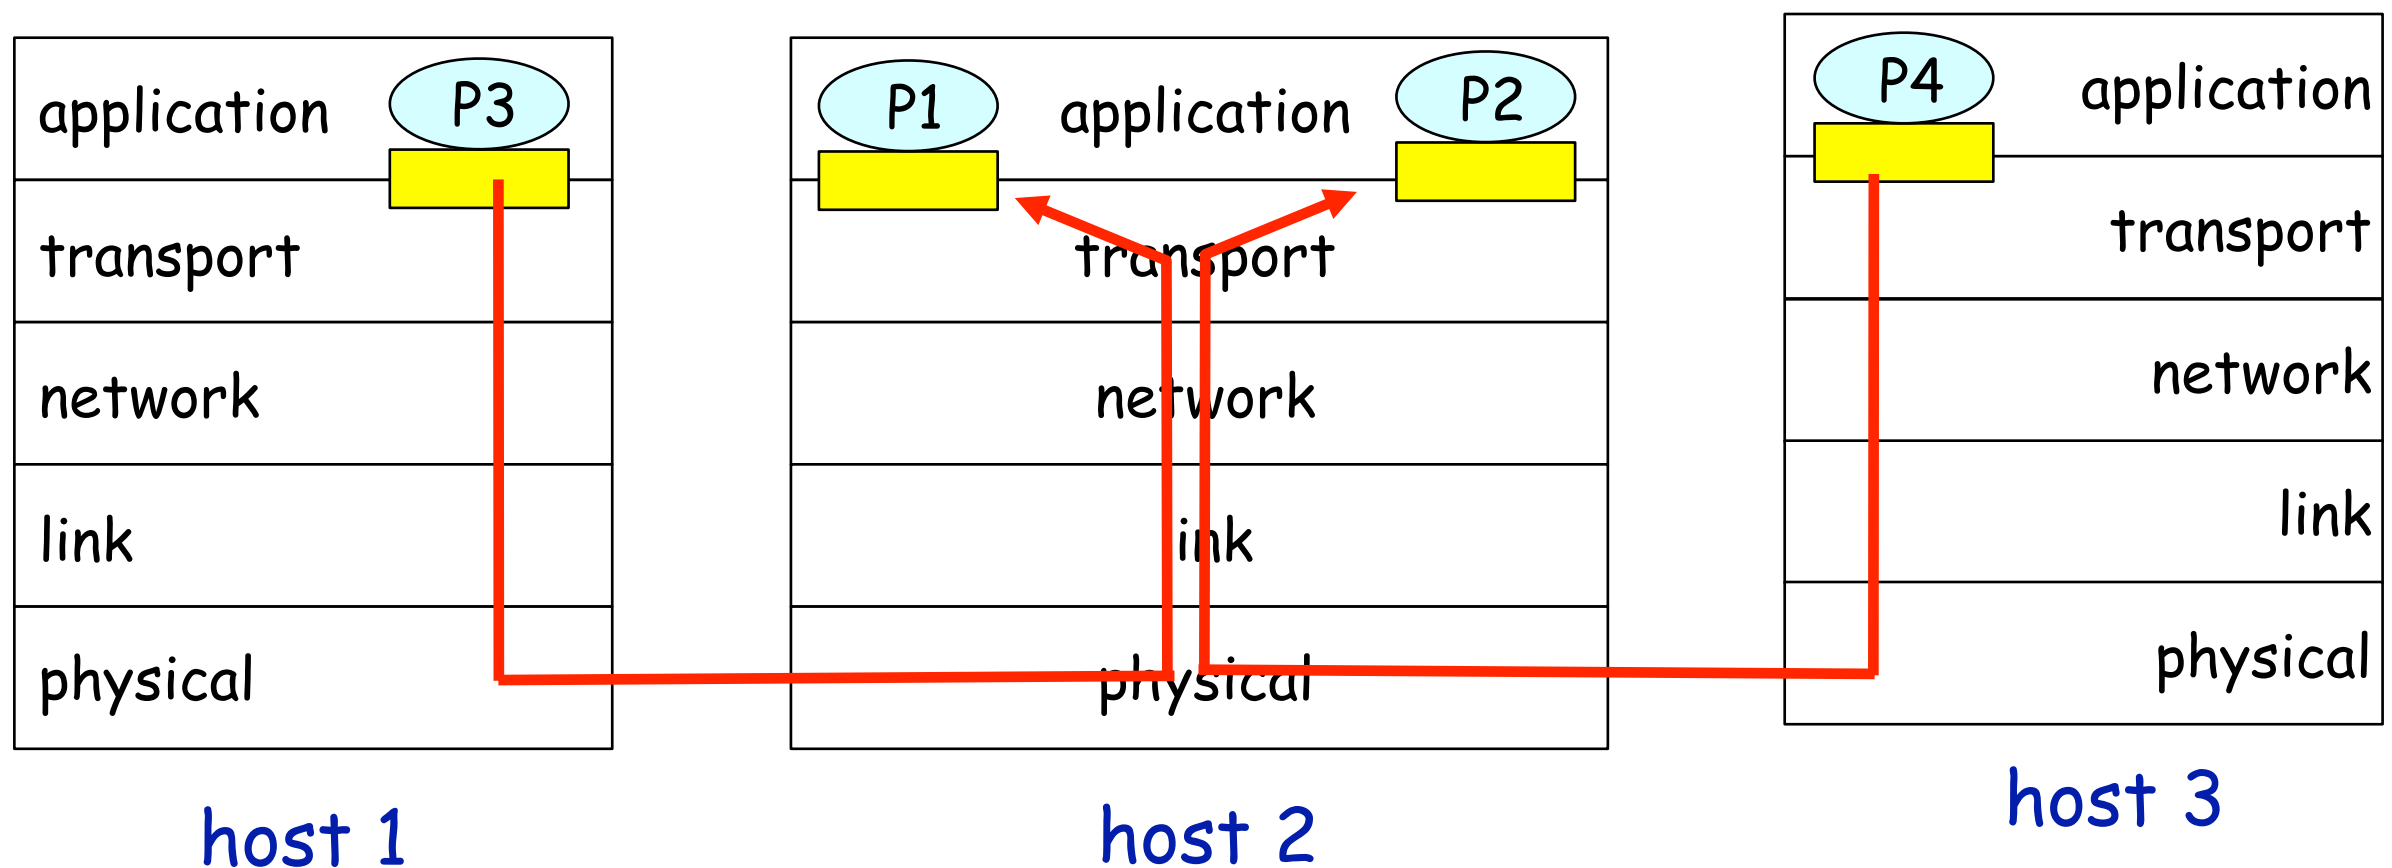 application P3
transport
network
link
physical
host 1
P1 application P2
transport
network
ink
physical
host 2
P4 application
transport
network
link
physical
host 3